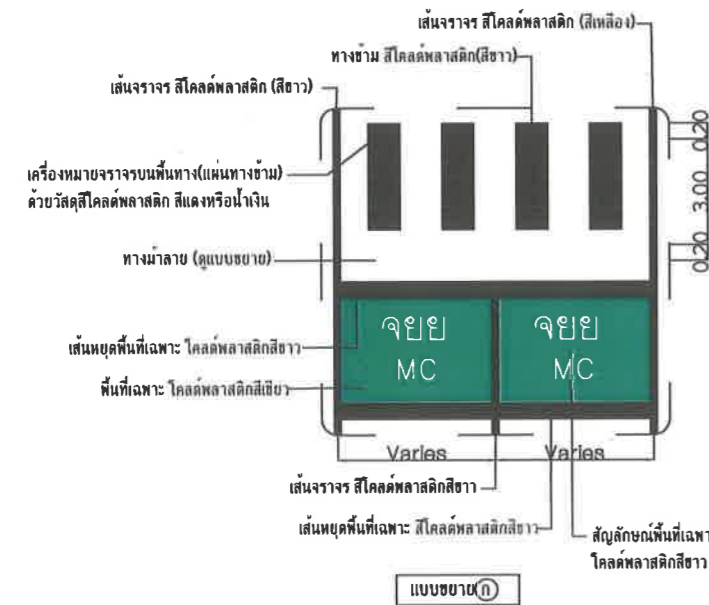 เส้นจราจร สีโคลด์พลาสติก (สีเหลือง)
ทางข้าม สีโคลด์พลาสติก(สีขาว)
เส้นจราจร สีโคลด์พลาสติก (สีขาว)
เครื่องหมายจราจรบนพื้นทาง(แผ่นทางข้าม)
ด้วยวัสดุสีโคลด์พลาสติก สีแดงหรือน้ำเงิน
0.20
3.00
0.20
ทางม้าลาย (ดูแบบขยาย)
จยย
MC
จยย
MC
เส้นหยุดพื้นที่เฉพาะ โคลด์พลาสติกสีขาว
พื้นที่เฉพาะ โคลด์พลาสติกสีเขียว
Varies
Varies
เส้นจราจร สีโคลด์พลาสติกสีขาว
เส้นหยุดพื้นที่เฉพาะ สีโคลด์พลาสติกสีขาว
สัญลักษณ์พื้นที่เฉพา
โคลด์พลาสติกสีขาว
แบบขยาย ก